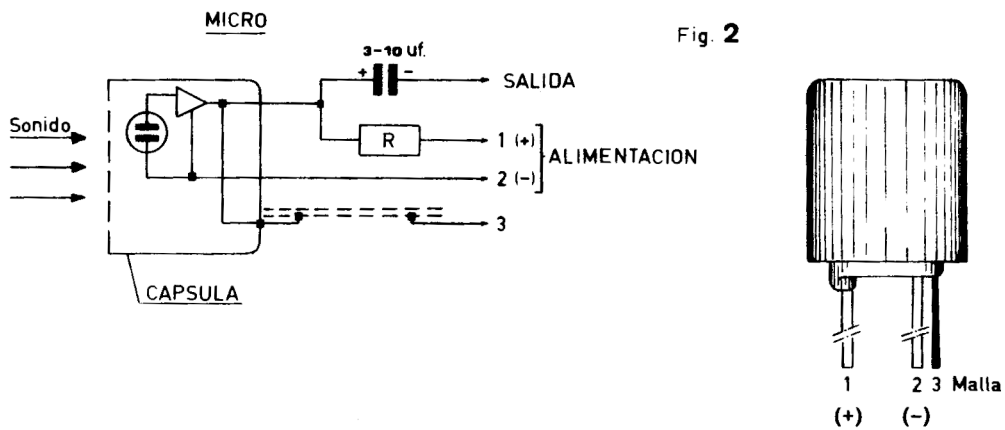 MICRO
Fig. 2
3-10 uf.
+ -
SALIDA
Sonido
R
1 (+)
ALIMENTACION
2 (-)
3
CAPSULA
1 2 3 Malla
(+) (-)